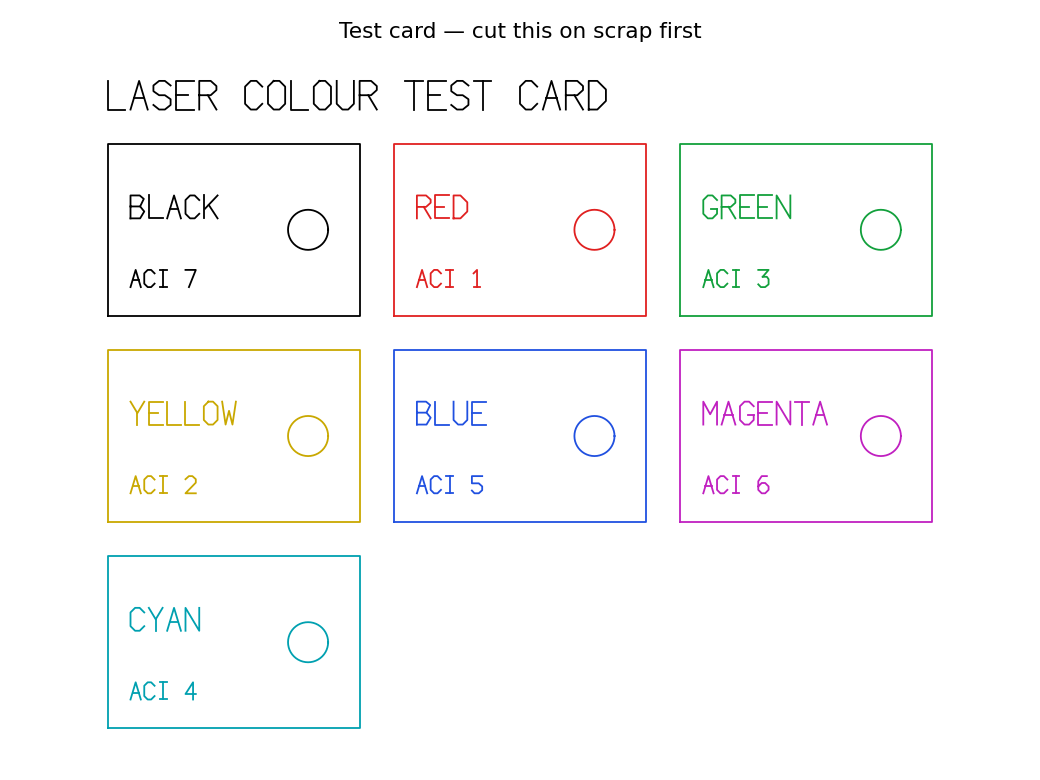 Test card — cut this on scrap first
LASER COLOUR TEST CARD
BLACK
ACI 7
RED
ACI 1
GREEN
ACI 3
YELLOW
ACI 2
BLUE
ACI 5
MAGENTA
ACI 6
CYAN
ACI 4